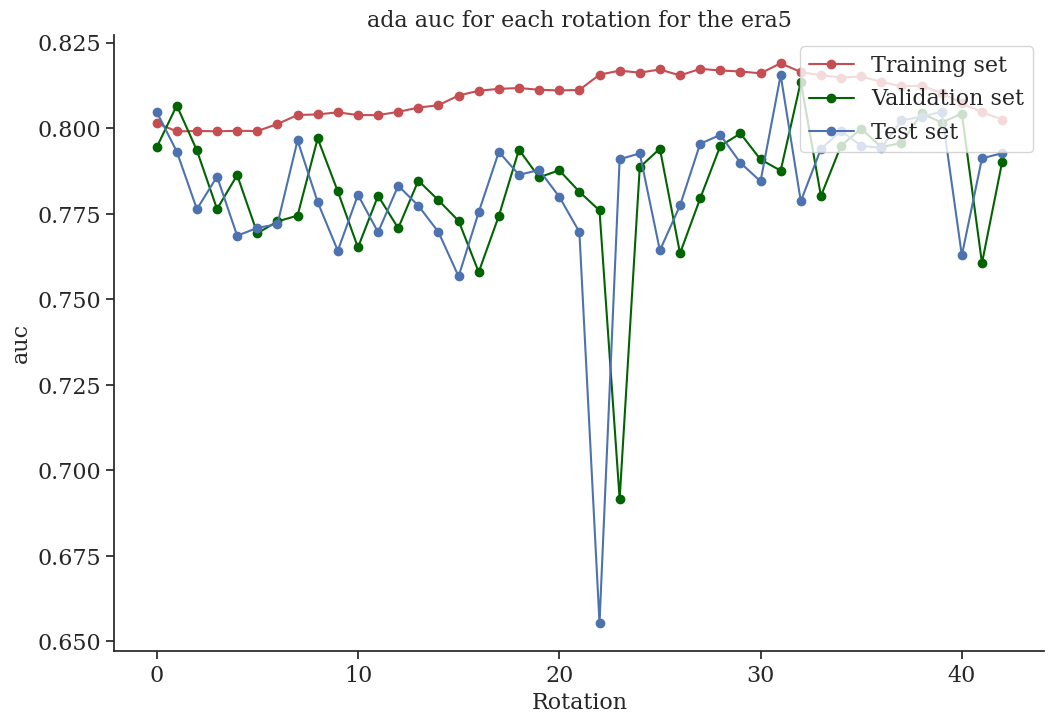 ada auc for each rotation for the era5
0.825
0.800
0.775
0.750
0.725
0.700
0.675
0.650
auc
Training set
Validation set
Test set
0
10
20
30
40
Rotation